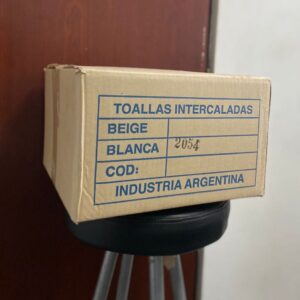 TOALLAS INTERCALADAS
BEIGE
BLANCA 2054
COD:
INDUSTRIA ARGENTINA